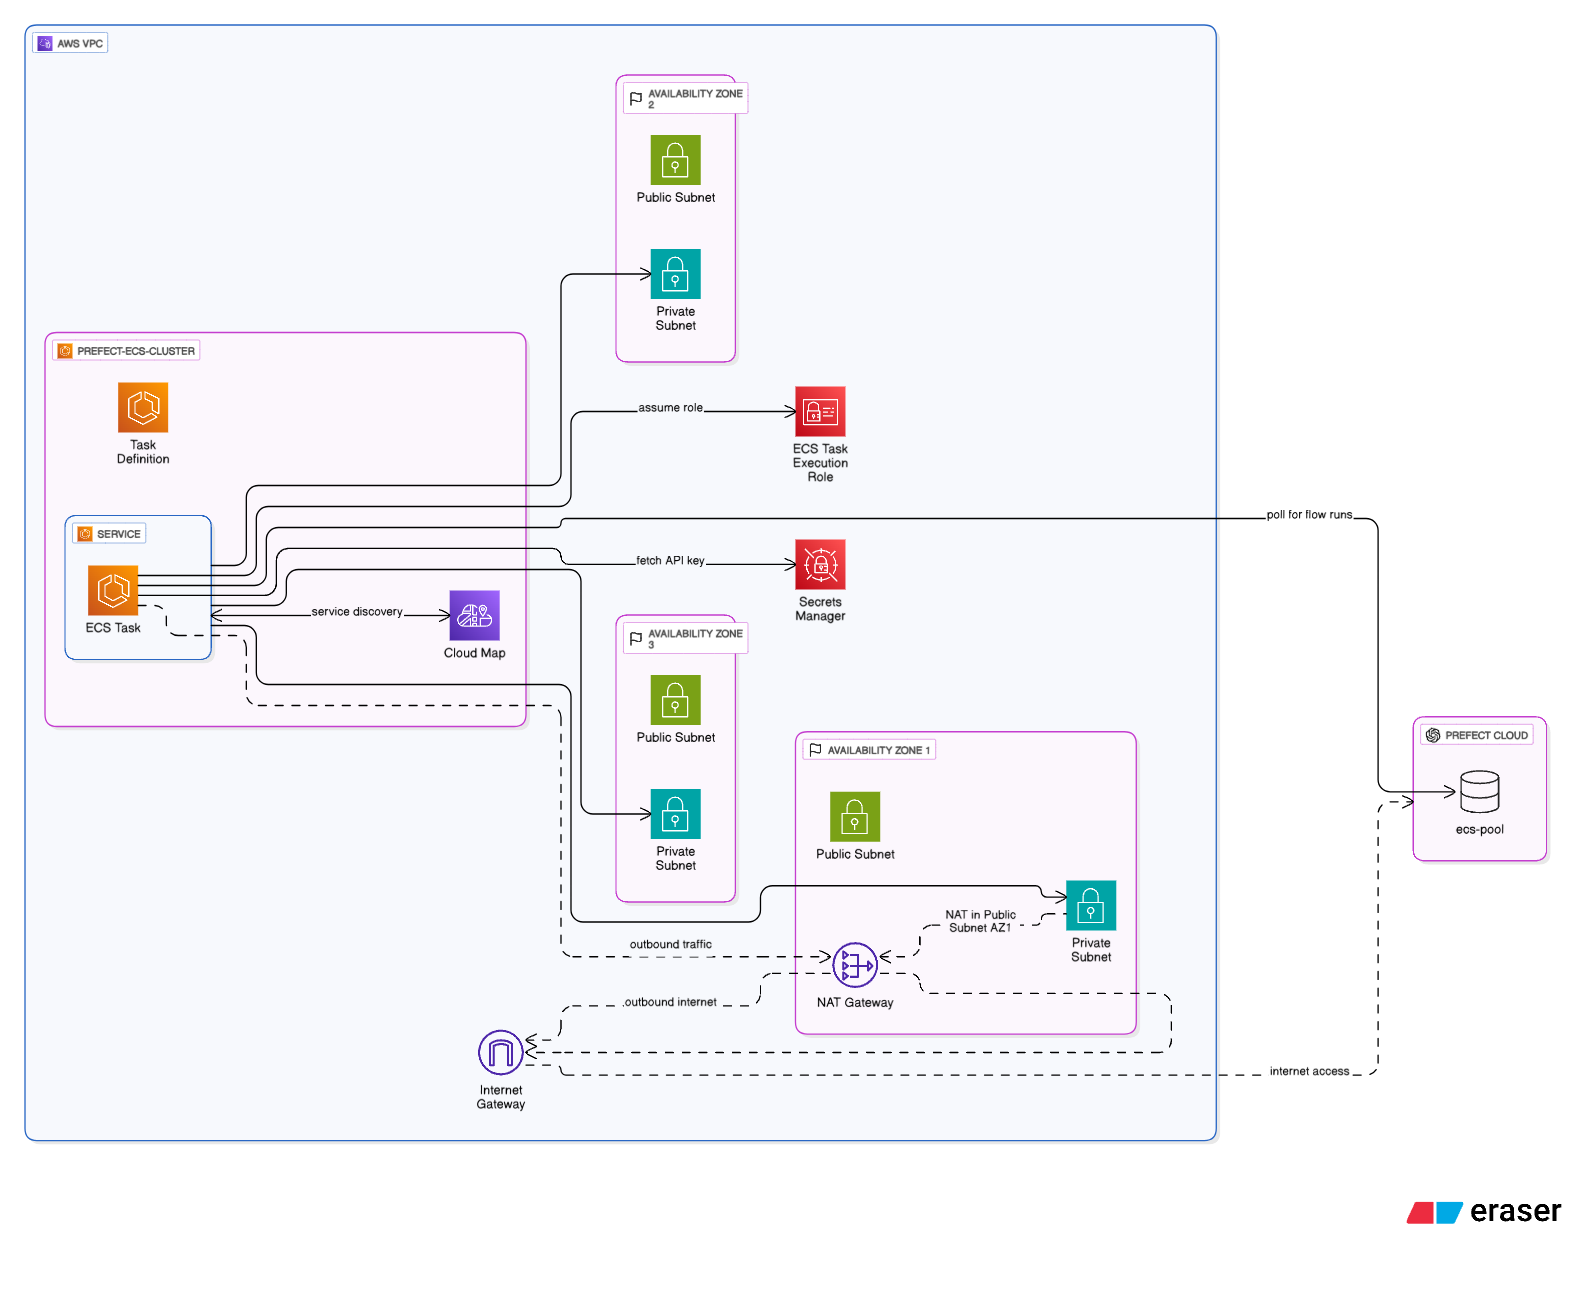 AWS VPC
AVAILABILITY ZONE
2
Public Subnet
Private
Subnet
PREFECT-ECS-CLUSTER
Task
Definition
assume role
ECS Task
Execution
Role
SERVICE
ECS Task
poll for flow runs
fetch API key
Secrets
Manager
service discovery
Cloud Map
AVAILABILITY ZONE
3
Public Subnet
Private
Subnet
AVAILABILITY ZONE 1
Public Subnet
NAT in Public
Subnet AZ1
Private
Subnet
outbound traffic
NAT Gateway
outbound internet
Internet
Gateway
internet access
PREFECT CLOUD
ecs-pool
eraser